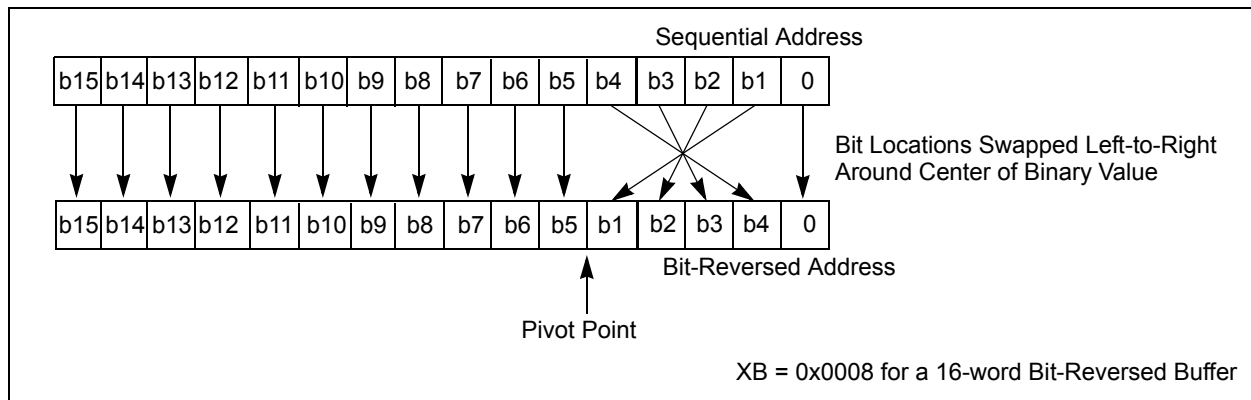 Sequential Address
b15 b14 b13 b12 b11 b10 b9 b8 b7 b6 b5 b4 b3 b2 b1 0
Bit Locations Swapped Left-to-Right
Around Center of Binary Value
b15 b14 b13 b12 b11 b10 b9 b8 b7 b6 b5 b1 b2 b3 b4 0
Bit-Reversed Address
Pivot Point
XB = 0x0008 for a 16-word Bit-Reversed Buffer